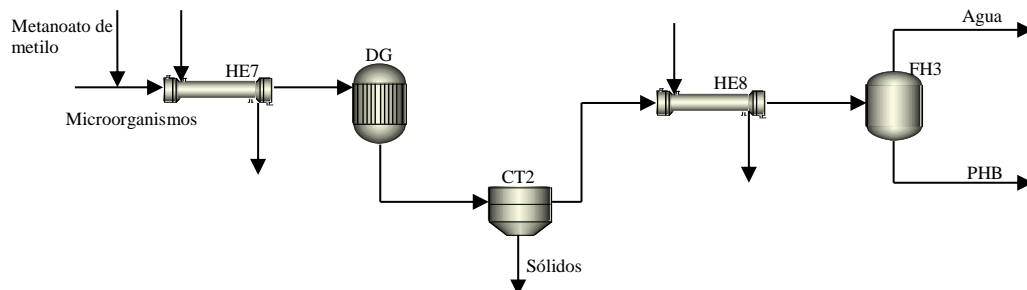 Metanoato de
metilo
Microorganismos
HE7
DG
CT2
Sólidos
HE8
FH3
Agua
PHB